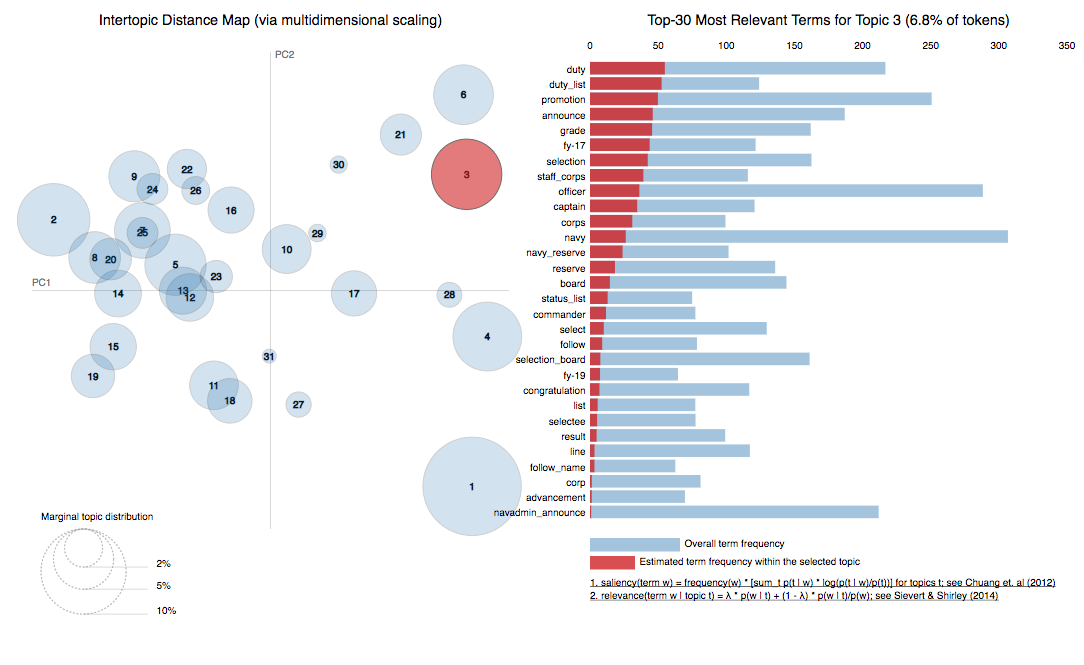 Intertopic Distance Map (via multidimensional scaling)
PC2
PC1
6
21
3
30
9
22
24
26
2
16
25
29
8
20
10
5
23
14
13
12
17
28
4
15
31
19
11
18
27
1
Marginal topic distribution
2%
5%
10%
Top-30 Most Relevant Terms for Topic 3 (6.8% of tokens)
0 50 100 150 200 250 300 350
duty
duty_list
promotion
announce
grade
fy-17
selection
staff_corps
officer
captain
corps
navy
navy_reserve
reserve
board
status_list
commander
select
follow
selection_board
fy-19
congratulation
list
selectee
result
line
follow_name
corp
advancement
navadmin_announce
Overall term frequency
Estimated term frequency within the selected topic
1. saliency(term w) = frequency(w) * [sum_t p(t | w) * log(p(t | w)/p(t))] for topics t; see Chuang et. al (2012)
2. relevance(term w | topic t) = λ * p(w | t) + (1 - λ) * p(w | t)/p(w); see Sievert & Shirley (2014)